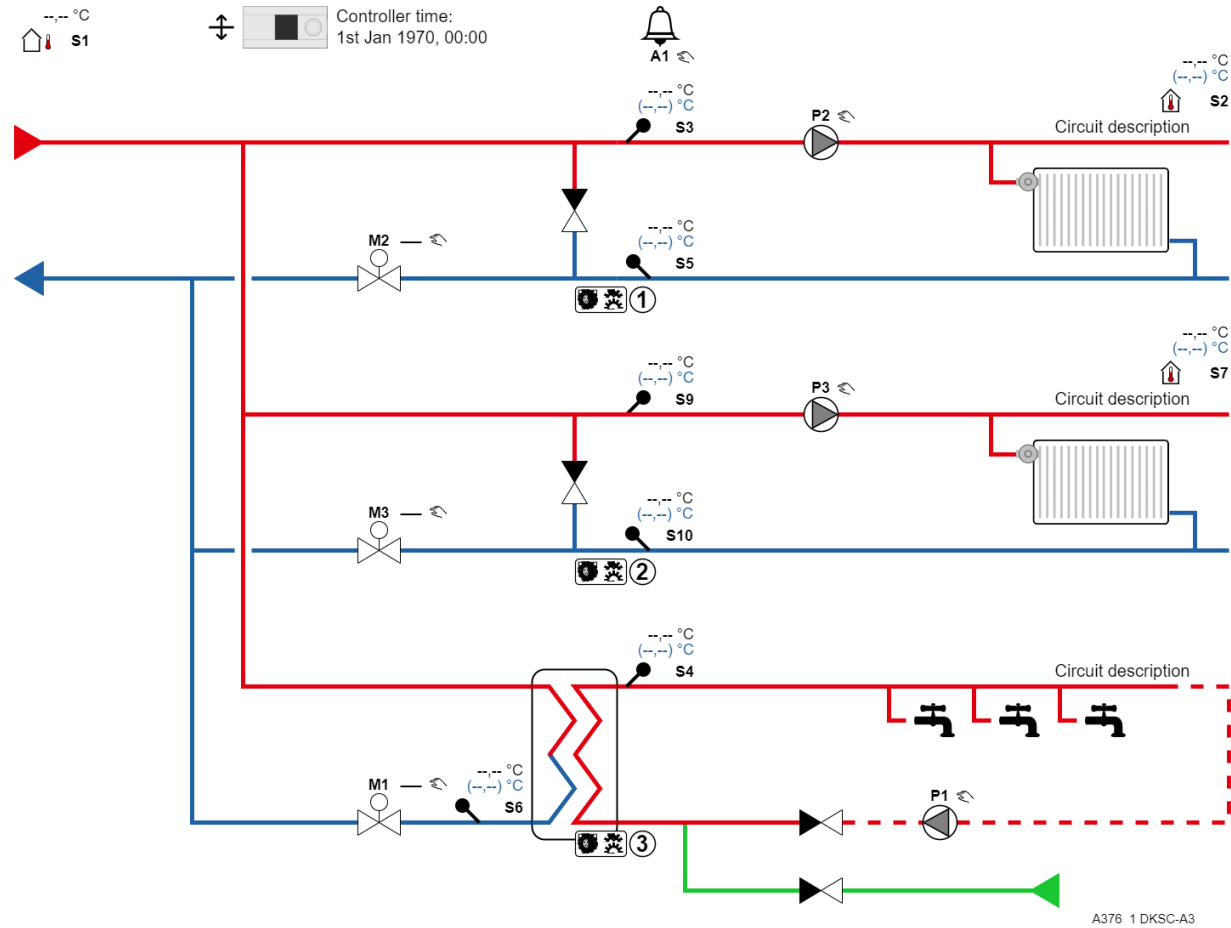 --,-- °C
S1
Controller time:
1st Jan 1970, 00:00
A1
--,-- °C
(--,--) °C
S2
--,-- °C
(--,--) °C
S3
P2
Circuit description
M2
--,-- °C
(--,--) °C
S5
1
--,-- °C
(--,--) °C
S7
--,-- °C
(--,--) °C
S9
P3
Circuit description
M3
--,-- °C
(--,--) °C
S10
2
--,-- °C
(--,--) °C
S4
Circuit description
M1
--,-- °C
(--,--) °C
S6
P1
3
A376 1 DKSC-A3